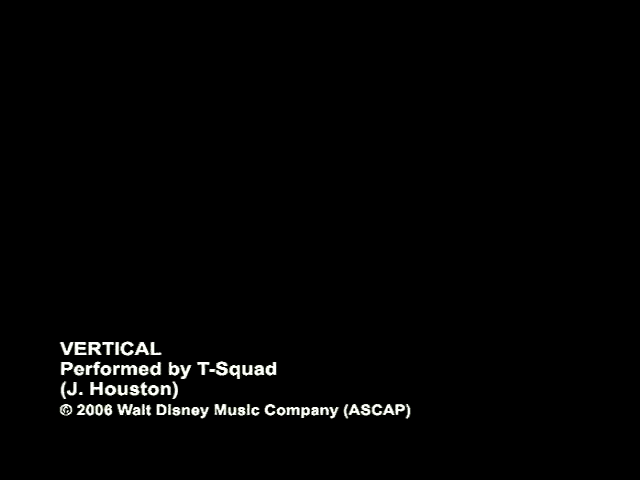 VERTICAL
Performed by T-Squad
(J. Houston)
© 2006 Walt Disney Music Company (ASCAP)